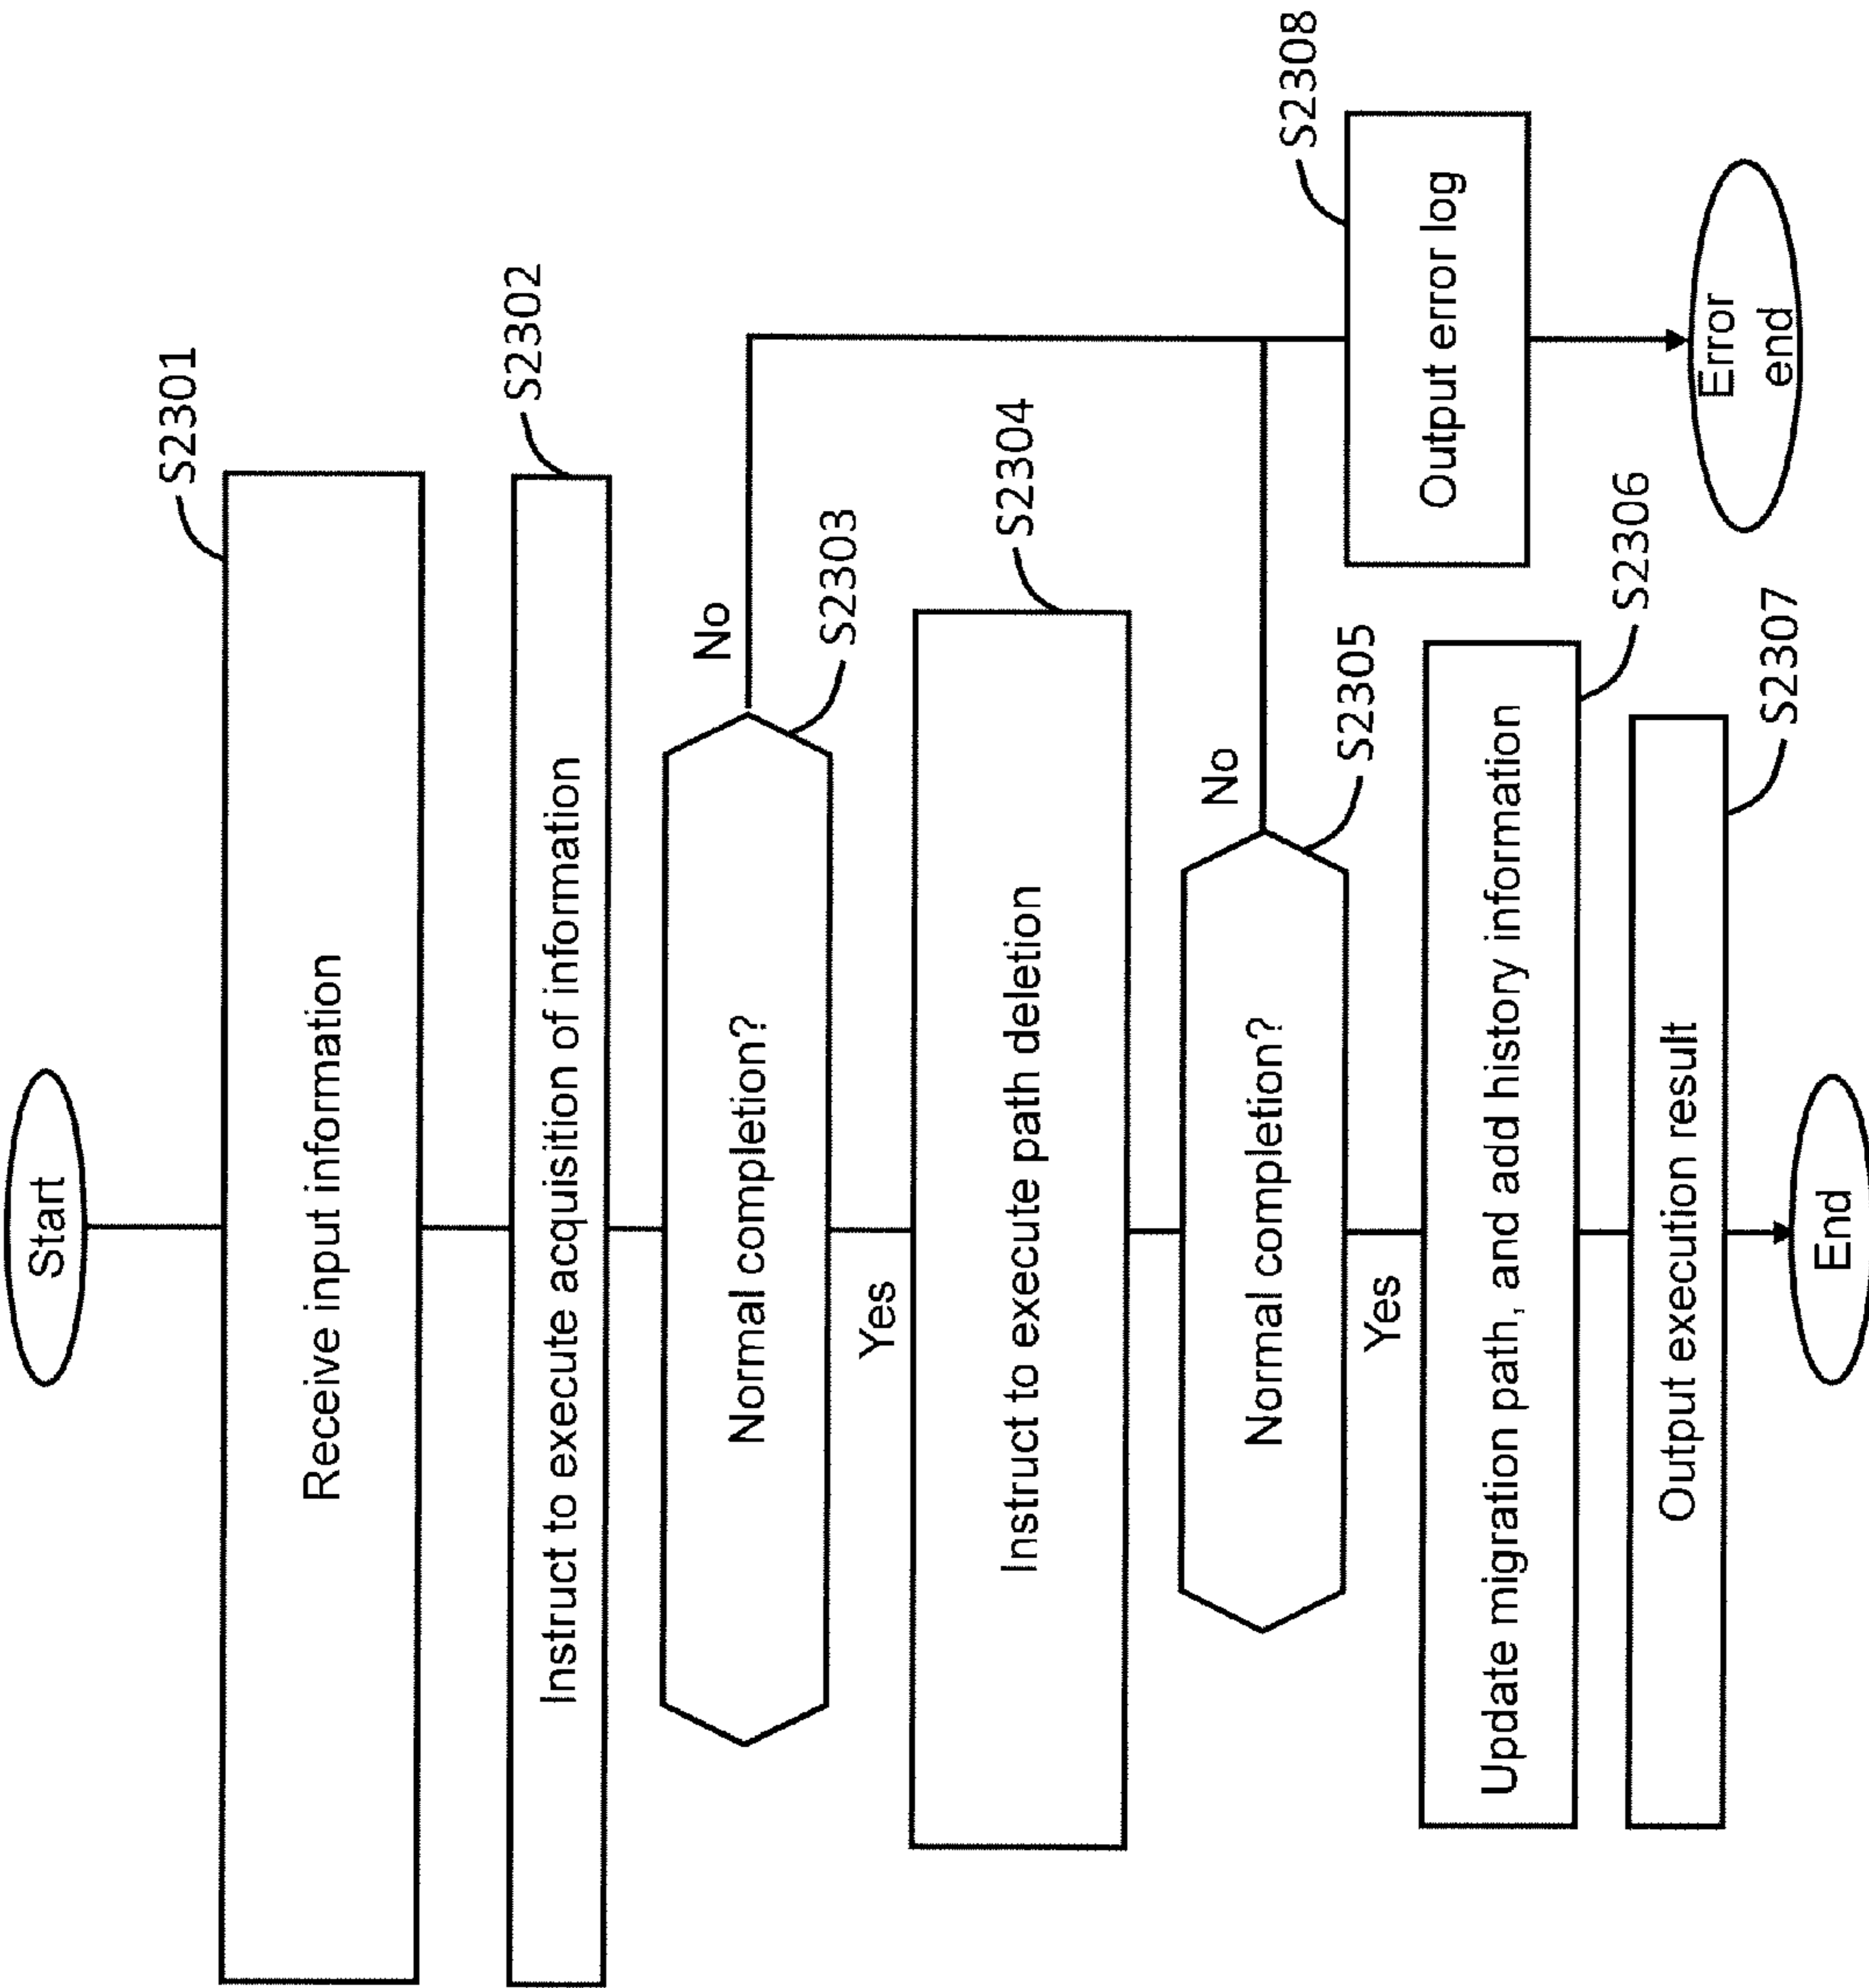 Start
S2301
Receive input information
S2302
Instruct to execute acquisition of information
S2303
Normal completion?
No
Yes
S2304
Instruct to execute path deletion
S2305
Normal completion?
No
Yes
S2306
Update migration path, and add history information
S2307
Output execution result
End
S2308
Output error log
Error
end